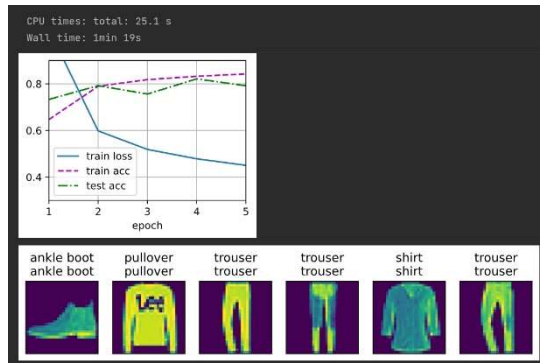 CPU times: total: 25.1 s
Wall time: 1min 19s
0.8
0.6
0.4
train loss
train acc
test acc
1 2 3 4 5
epoch
ankle boot pullover trouser trouser shirt trouser
ankle boot pullover trouser trouser shirt trouser
Lee